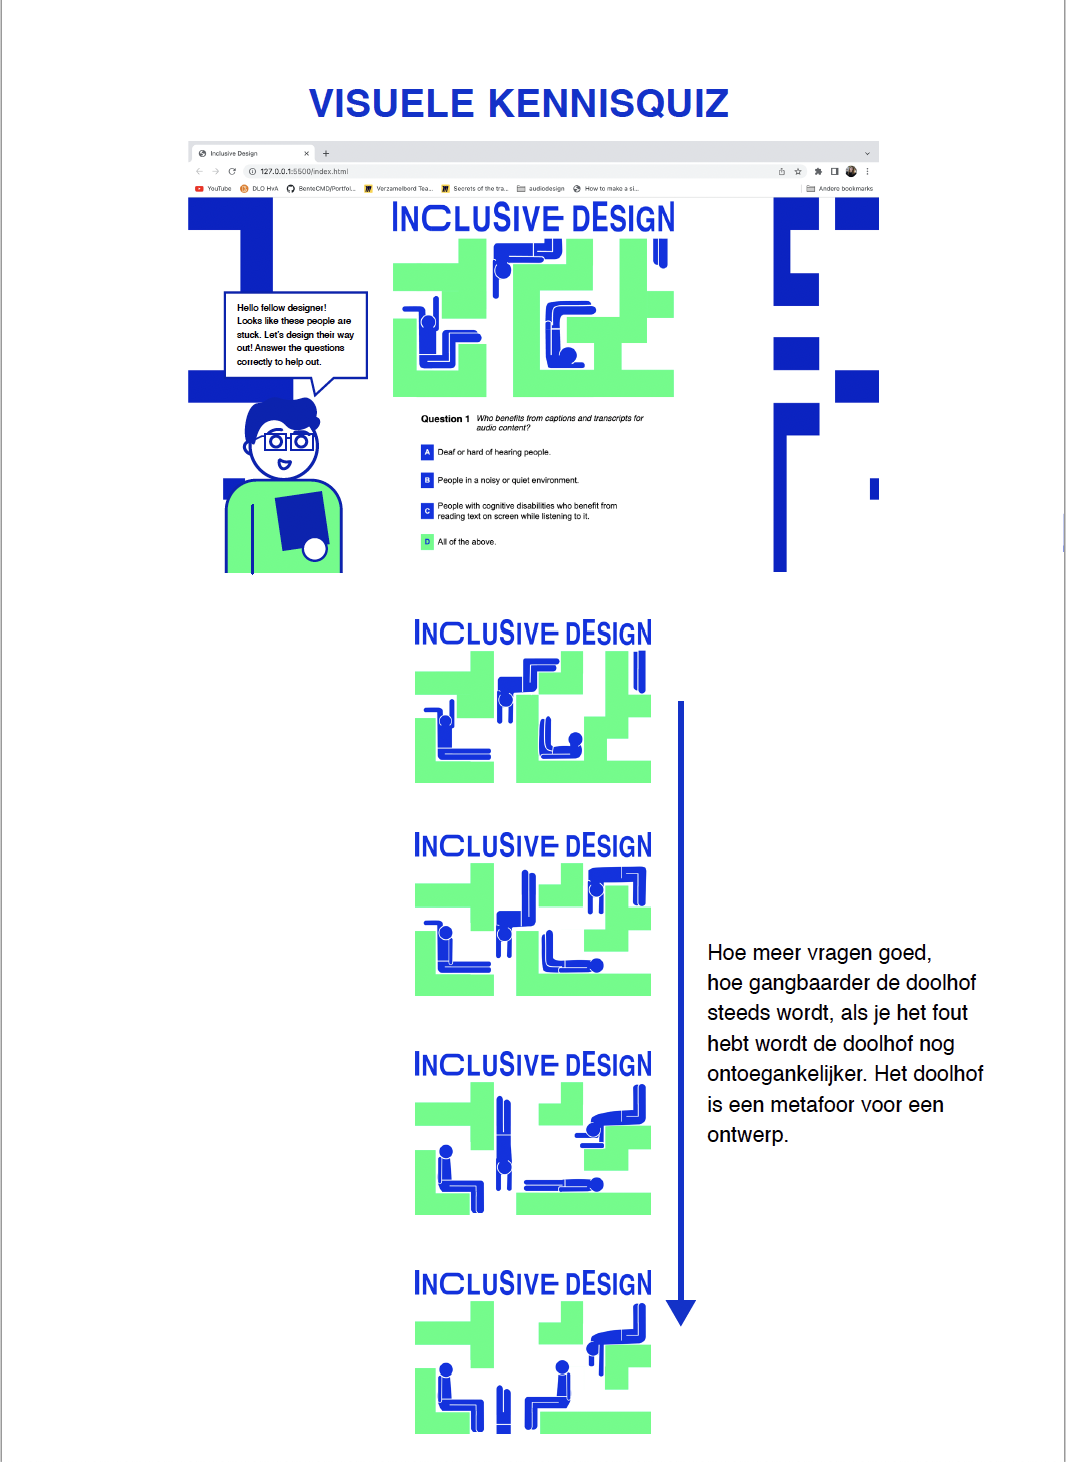 VISUELE KENNISQUIZ
Inclusive Design
127.0.0.1:5500/index.html
YouTube DLO HvA BenteCMD/Portfol... Verzamelbord Tea... Secrets of the tra... audiodesign How to make a si... Andere bookmarks
INCLUSIVE DESIGN
Hello fellow designer!
Looks like these people are
stuck. Let's design their way
out! Answer the questions
correctly to help out.
Question 1 Who benefits from captions and transcripts for
audio content?
A Deaf or hard of hearing people.
B People in a noisy or quiet environment.
C People with cognitive disabilities who benefit from
reading text on screen while listening to it.
D All of the above.
INCLUSIVE DESIGN
INCLUSIVE DESIGN
Hoe meer vragen goed,
hoe gangbaarder de doolhof
steeds wordt, als je het fout
hebt wordt de doolhof nog
ontoegankelijker. Het doolhof
is een metafoor voor een
ontwerp.
INCLUSIVE DESIGN
INCLUSIVE DESIGN